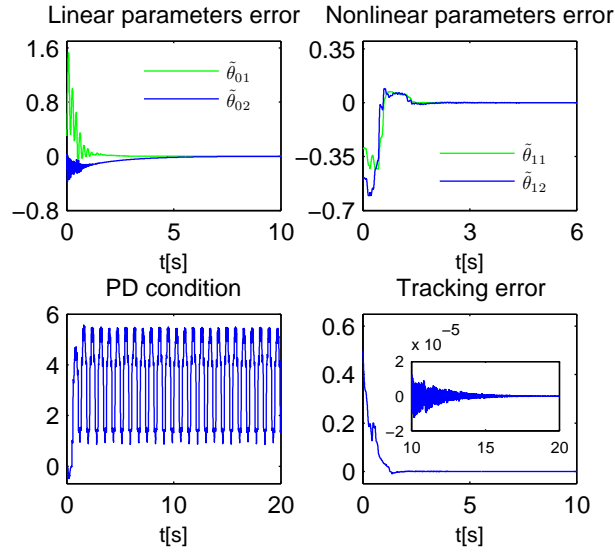 Linear parameters error
1.6
0.8
0
−0.8
0
5
10
t[s]
θ̃₀₁
θ̃₀₂
Nonlinear parameters error
0.35
0
−0.35
−0.7
0
3
6
t[s]
θ̃₁₁
θ̃₁₂
PD condition
6
4
2
0
0
10
20
t[s]
Tracking error
0.6
0.4
0.2
0
0
5
10
t[s]
x 10⁻⁵
2
0
−2
10
15
20